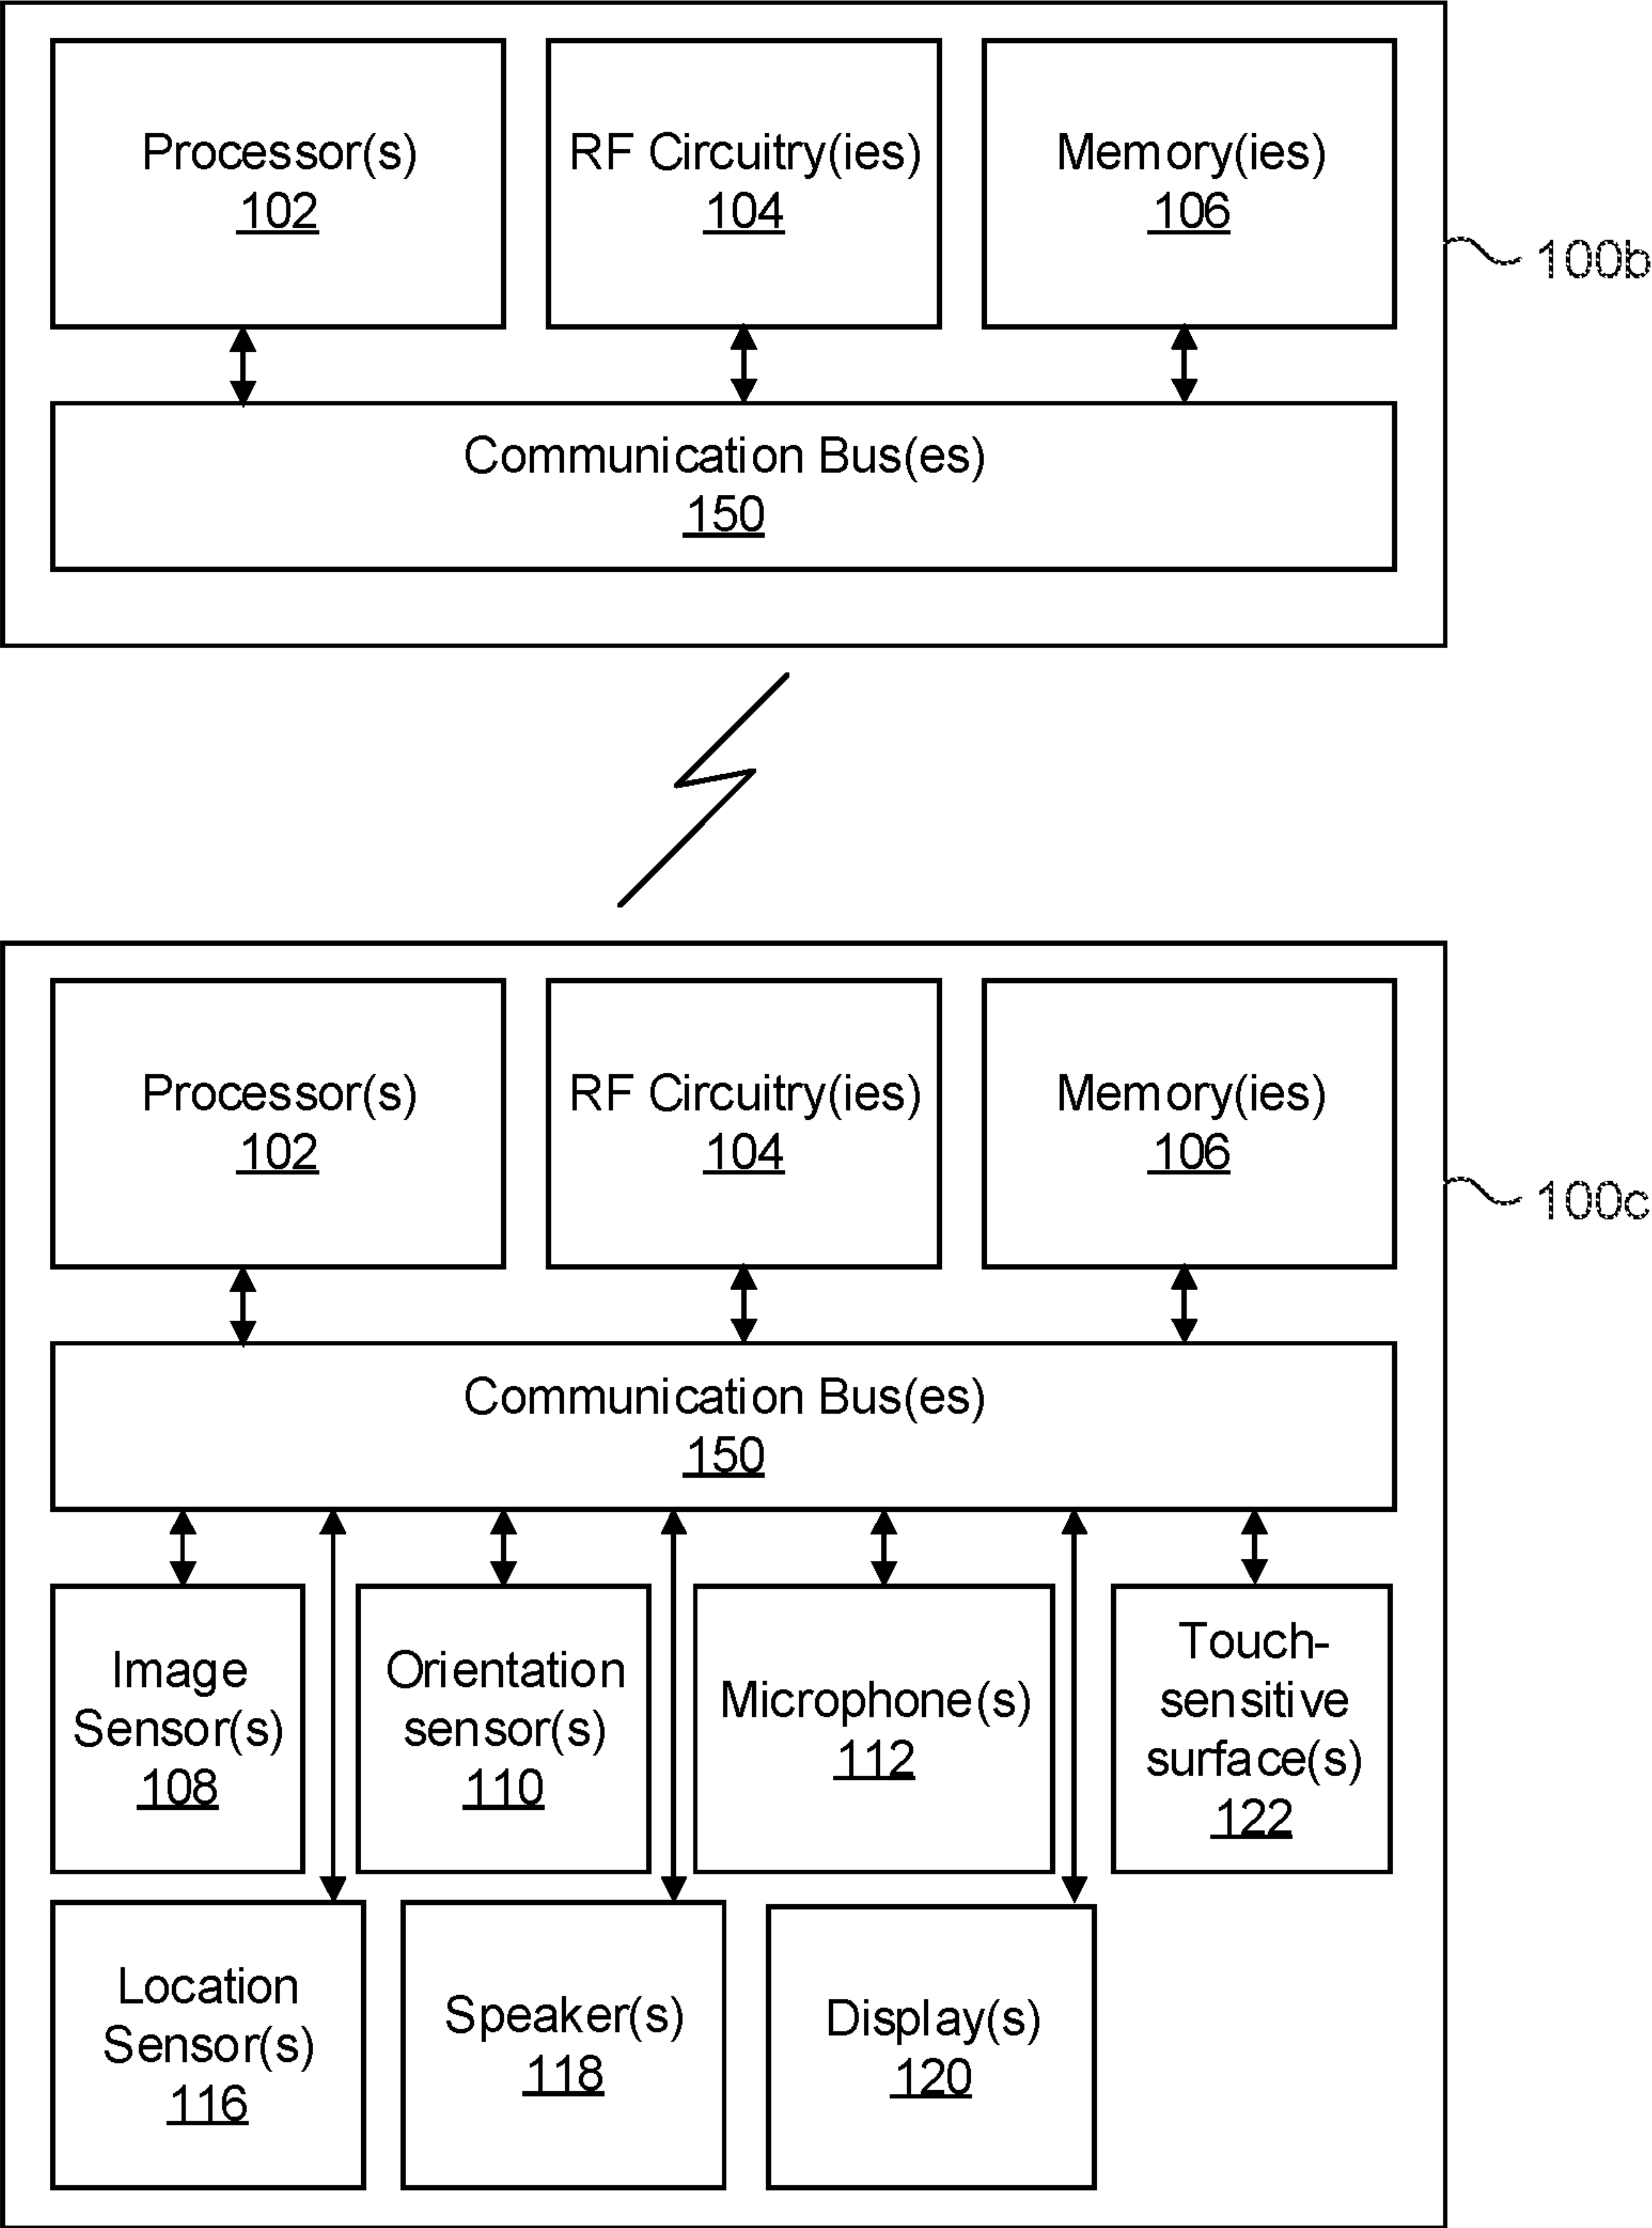 Processor(s)
102
RF Circuitry(ies)
104
Memory(ies)
106
100b
Communication Bus(es)
150
Processor(s)
102
RF Circuitry(ies)
104
Memory(ies)
106
100c
Communication Bus(es)
150
Image
Sensor(s)
108
Orientation
sensor(s)
110
Microphone(s)
112
Touch-
sensitive
surface(s)
122
Location
Sensor(s)
116
Speaker(s)
118
Display(s)
120